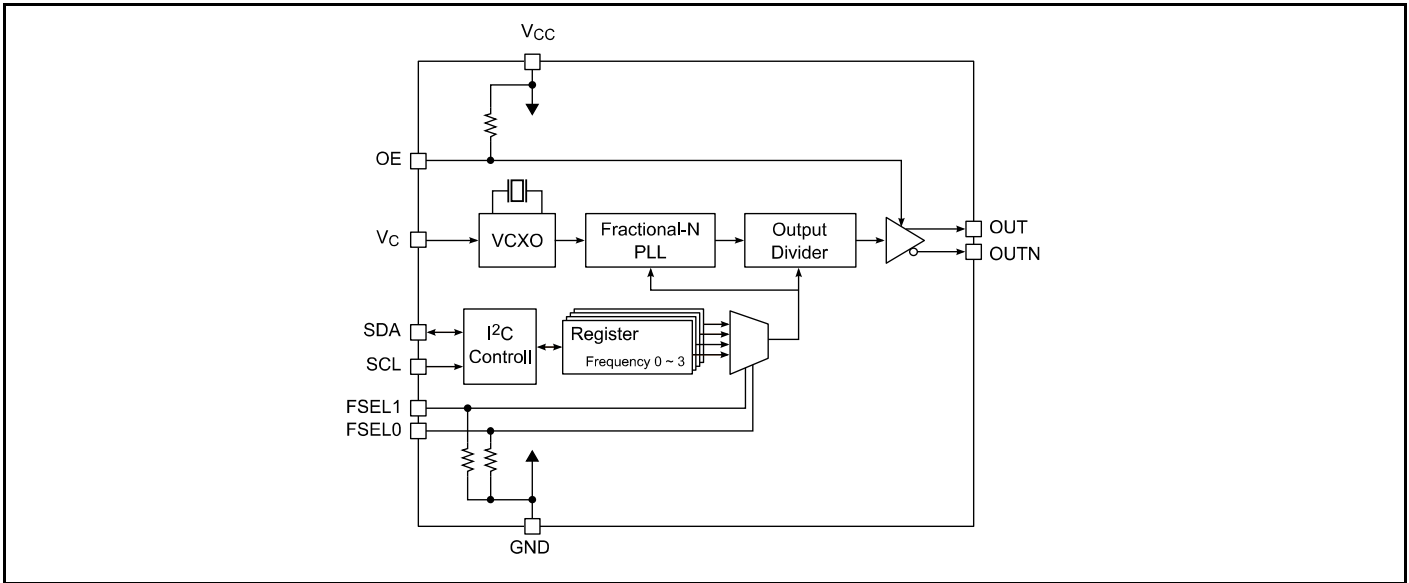 VCC
OE
VC
VCXO
Fractional-N
PLL
Output
Divider
OUT
OUTN
SDA
SCL
I2C
Controll
Register
Frequency 0 ~ 3
FSEL1
FSEL0
GND